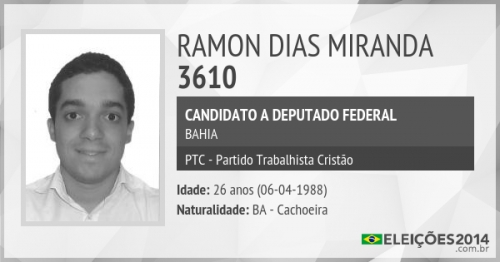 RAMON DIAS MIRANDA
3610
CANDIDATO A DEPUTADO FEDERAL
BAHIA
PTC - Partido Trabalhista Cristão
Idade: 26 anos (06-04-1988)
Naturalidade: BA - Cachoeira
ELEIÇÕES2014
.com.br